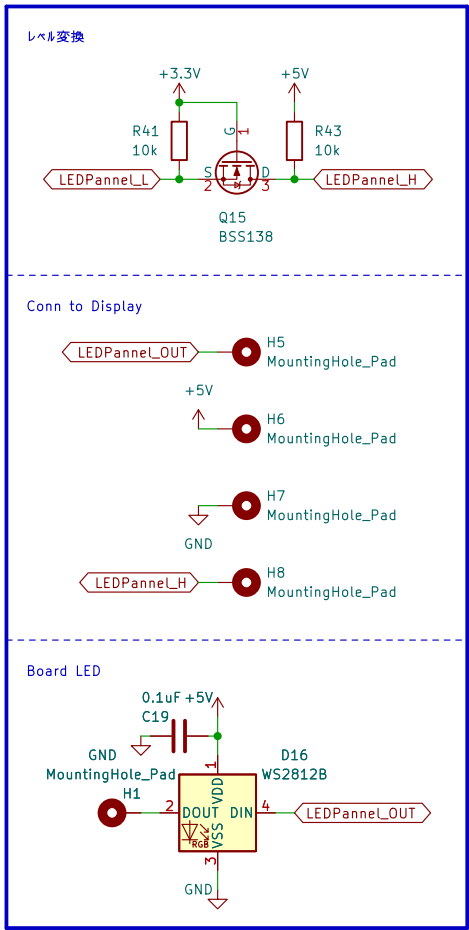 レベル変換
+3.3V
+5V
R41
10k
G
1
R43
10k
LEDPannel_L
S
2
D
3
LEDPannel_H
Q15
BSS138
Conn to Display
LEDPannel_OUT
H5
MountingHole_Pad
+5V
H6
MountingHole_Pad
H7
MountingHole_Pad
GND
LEDPannel_H
H8
MountingHole_Pad
Board LED
0.1uF
+5V
C19
GND
MountingHole_Pad
H1
D16
WS2812B
1
VDD
2
DOUT
DIN
4
LEDPannel_OUT
RGB
VSS
3
GND